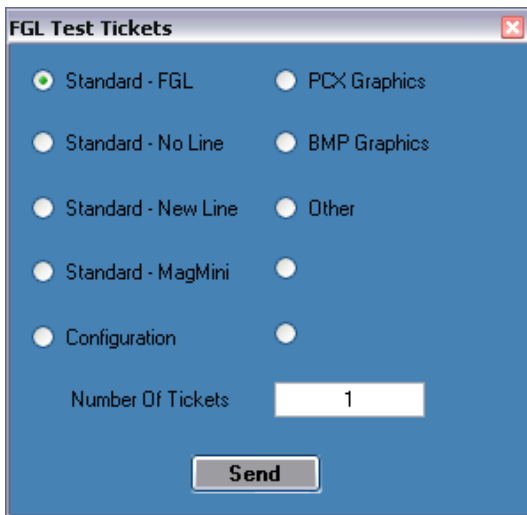 FGL Test Tickets
Standard - FGL
PCX Graphics
Standard - No Line
BMP Graphics
Standard - New Line
Other
Standard - MagMini
Configuration
Number Of Tickets
1
Send